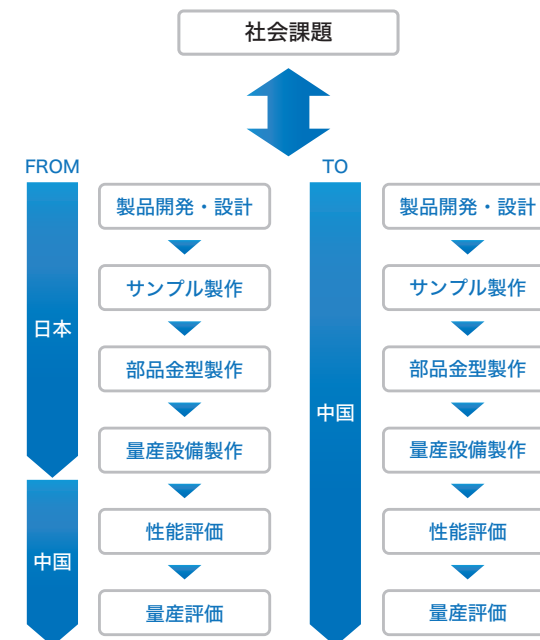 社会課題
FROM
日本
中国
製品開発・設計
サンプル製作
部品金型製作
量産設備製作
性能評価
量産評価
TO
中国
製品開発・設計
サンプル製作
部品金型製作
量産設備製作
性能評価
量産評価